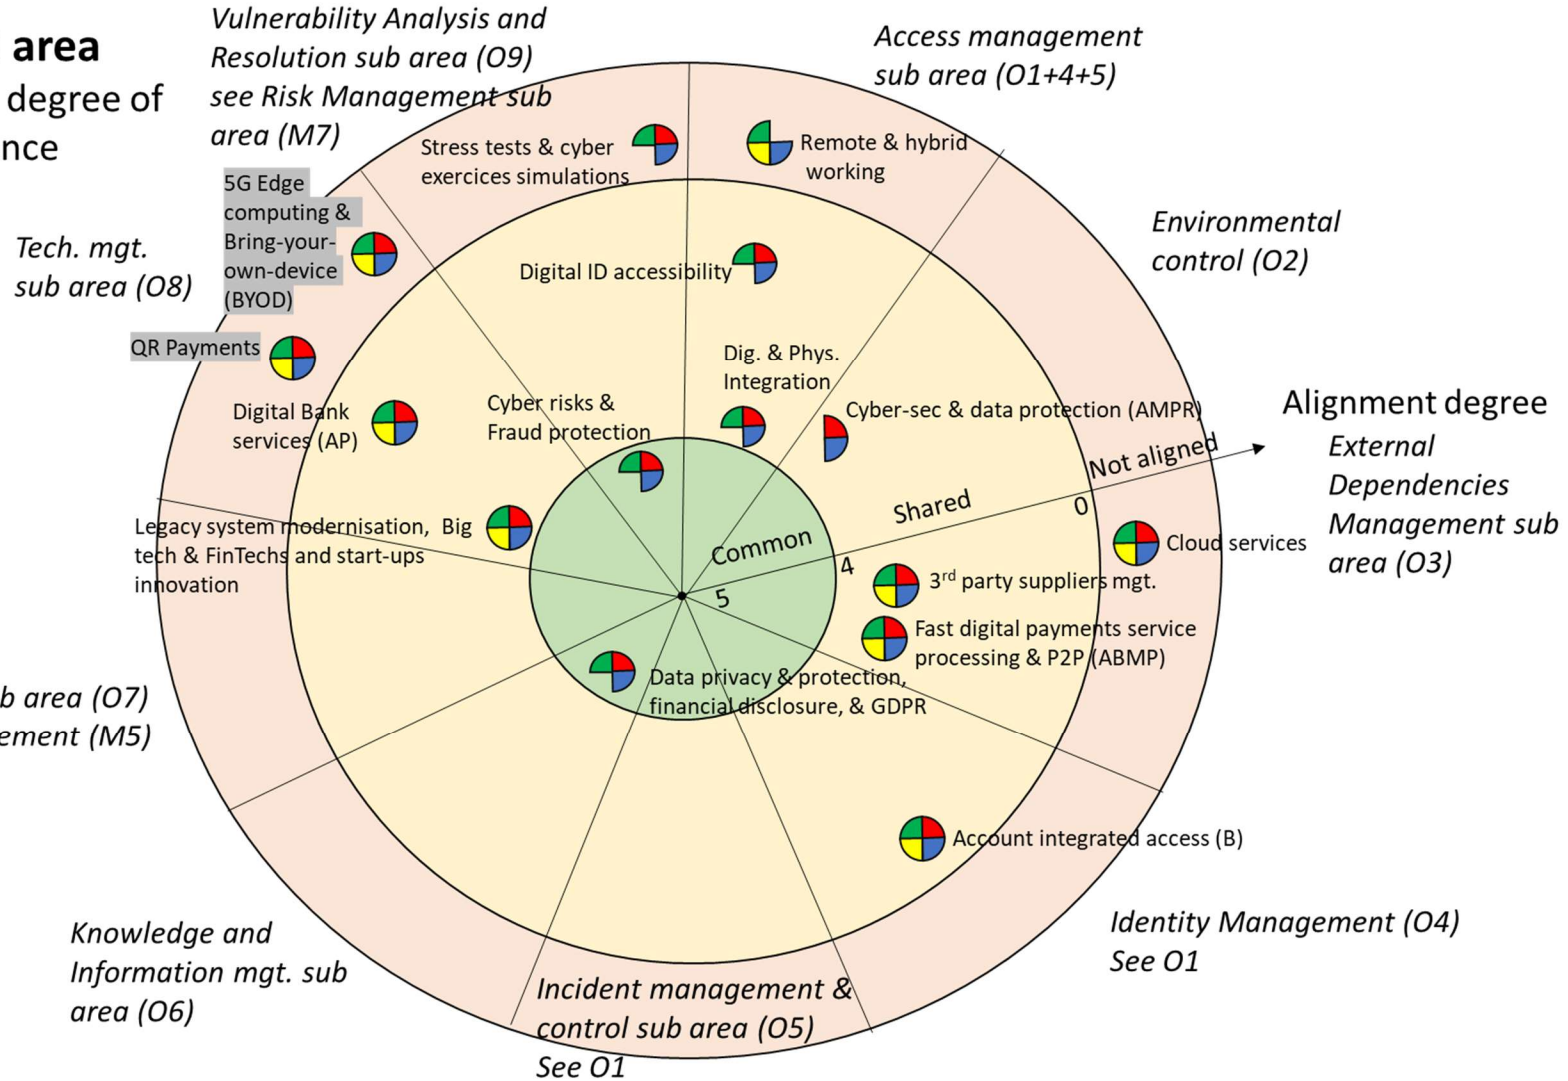 area
degree of
nce
Vulnerability Analysis and
Resolution sub area (O9)
see Risk Management sub
area (M7)
Access management
sub area (O1+4+5)
Stress tests & cyber
exercices simulations
Remote & hybrid
working
5G Edge
computing &
Bring-your-
own-device
(BYOD)
Tech. mgt.
sub area (O8)
Environmental
control (O2)
Digital ID accessibility
QR Payments
Dig. & Phys.
Integration
Digital Bank
services (AP)
Cyber risks &
Fraud protection
Cyber-sec & data protection (AMPR)
Alignment degree
External
Dependencies
Management sub
area (O3)
Not aligned
Shared
Common
0
4
5
Legacy system modernisation, Big
tech & FinTechs and start-ups
innovation
Cloud services
3rd party suppliers mgt.
Fast digital payments service
processing & P2P (ABMP)
Data privacy & protection,
financial disclosure, & GDPR
b area (O7)
ement (M5)
Account integrated access (B)
Knowledge and
Information mgt. sub
area (O6)
Incident management &
control sub area (O5)
See O1
Identity Management (O4)
See O1